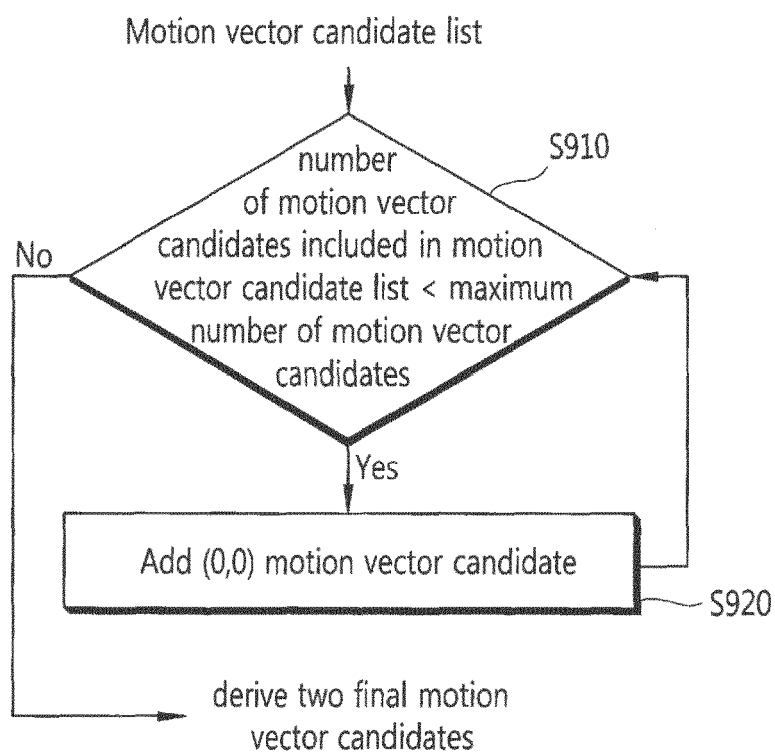 Motion vector candidate list
S910
number
of motion vector
candidates included in motion
vector candidate list < maximum
number of motion vector
candidates
No
Yes
Add (0,0) motion vector candidate
S920
derive two final motion
vector candidates